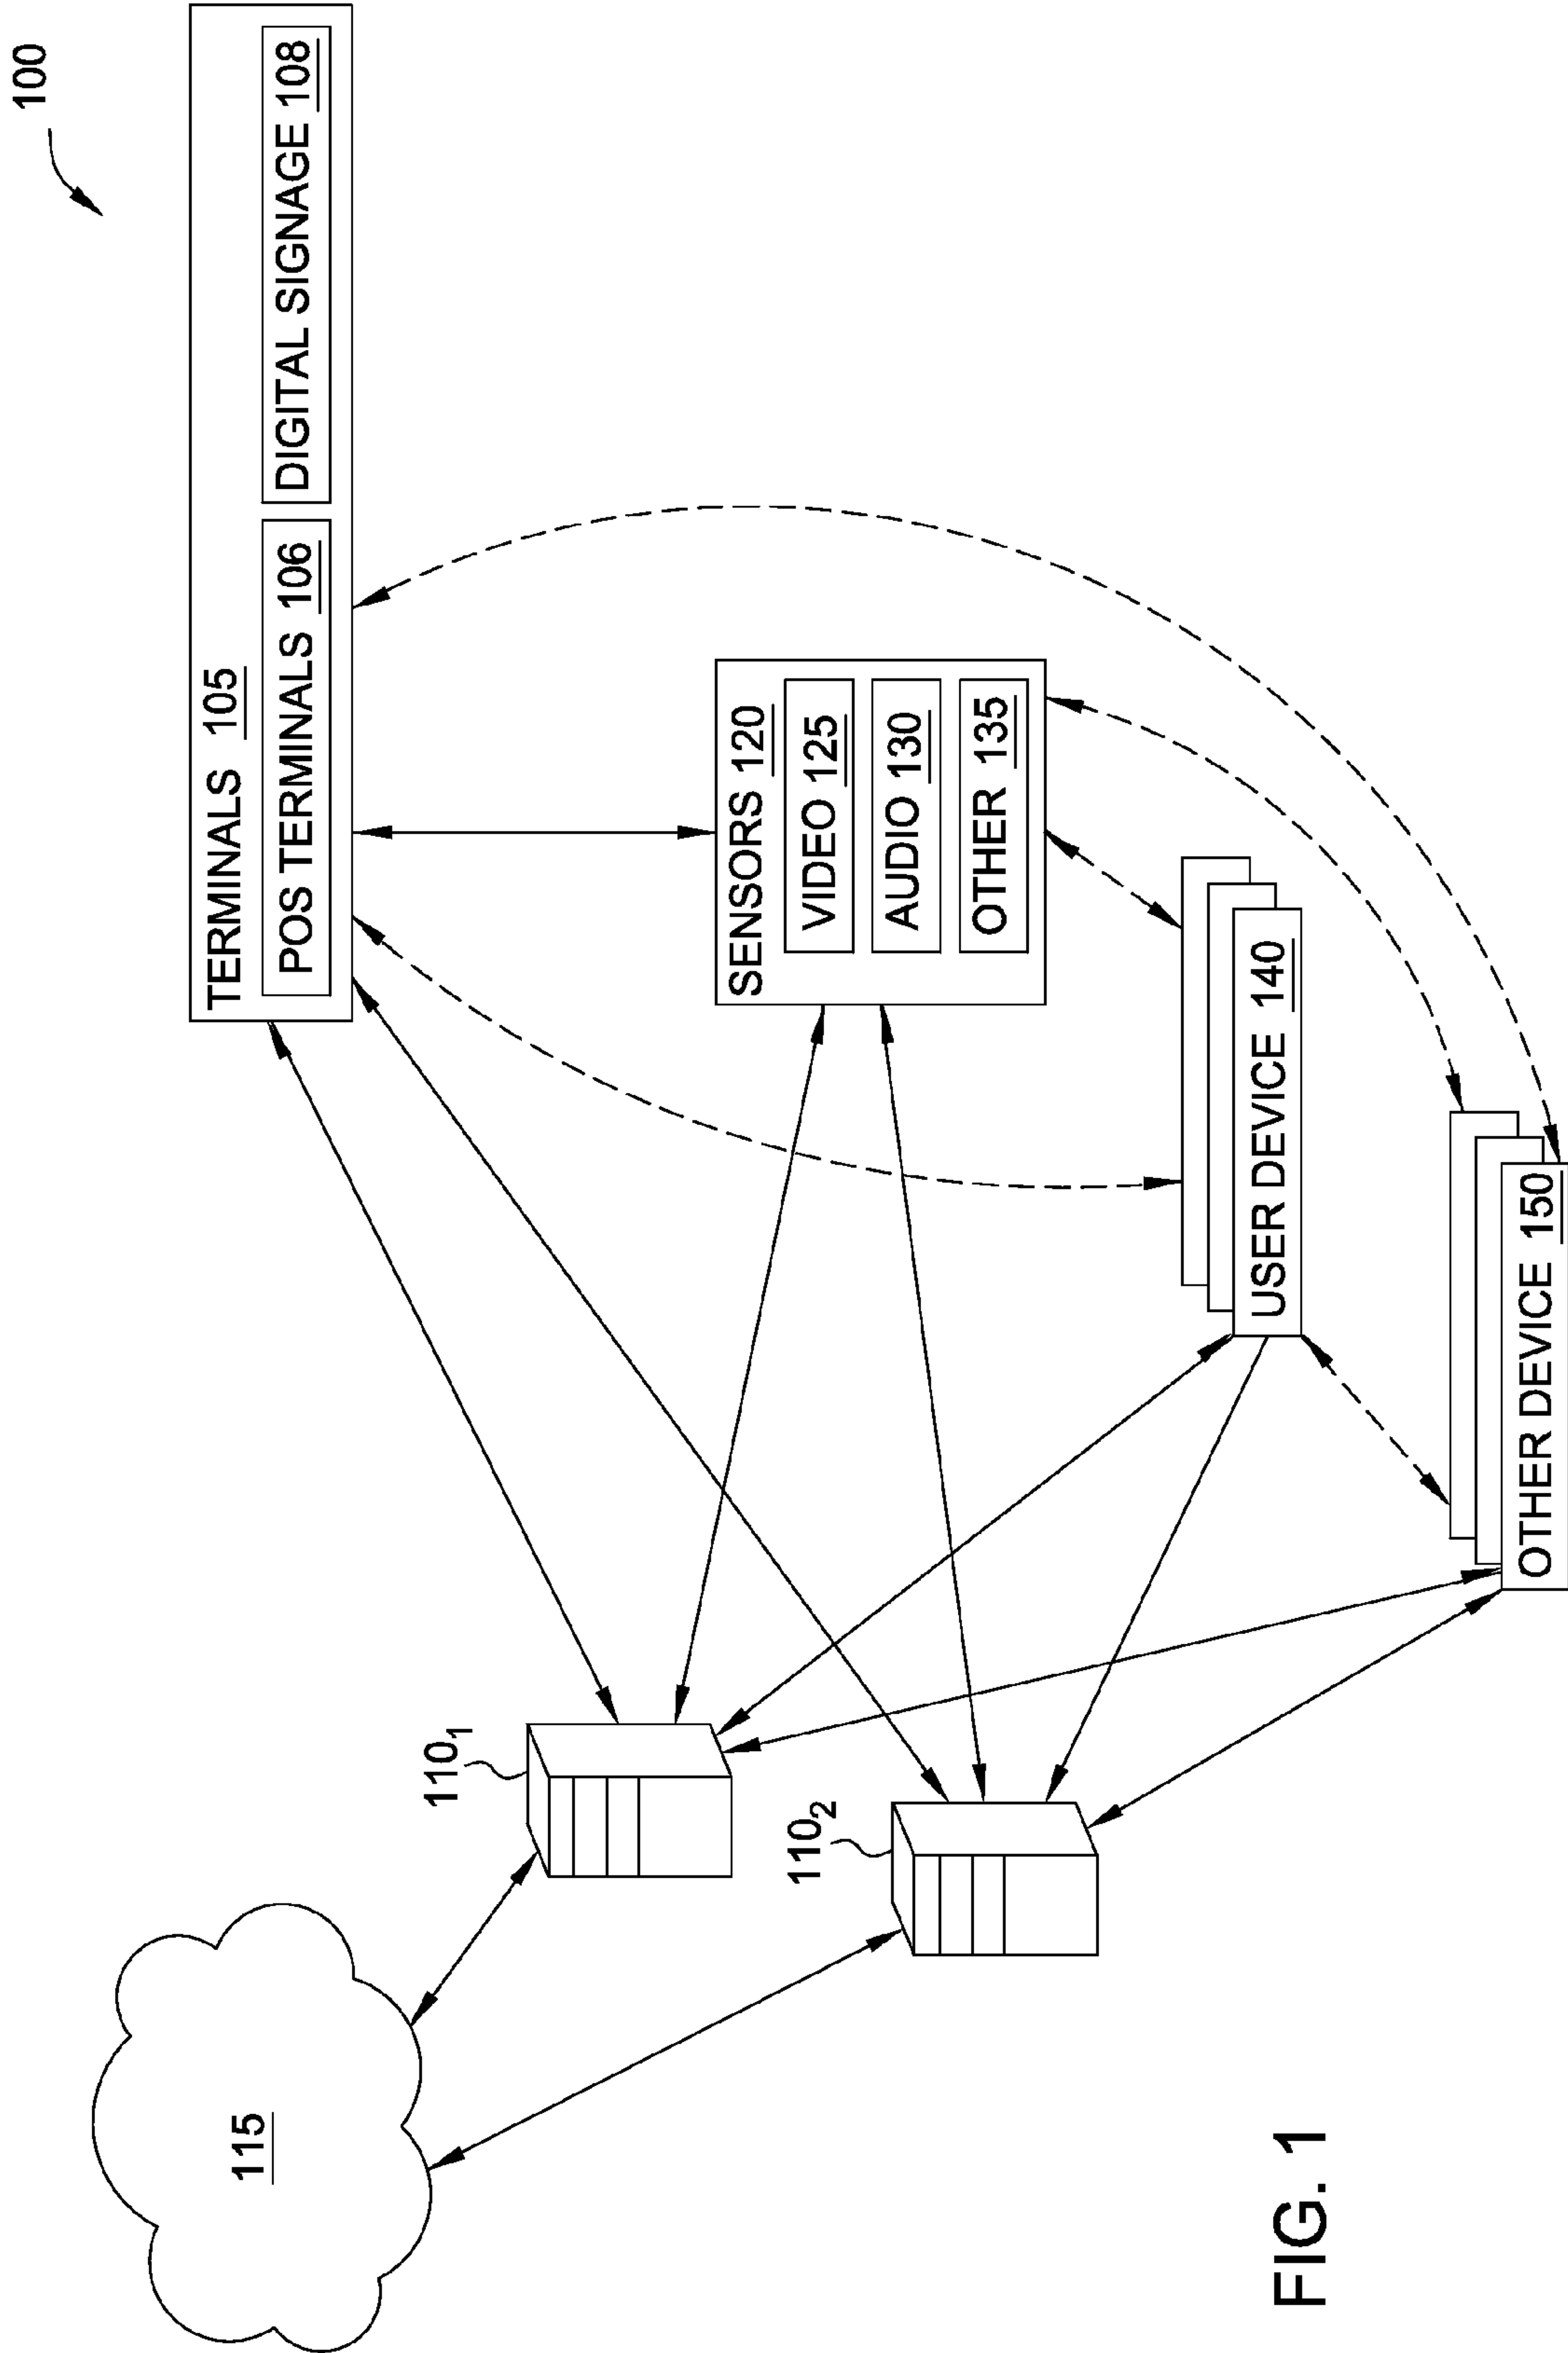 100
TERMINALS 105
POS TERMINALS 106
DIGITAL SIGNAGE 108
115
110₁
SENSORS 120
VIDEO 125
AUDIO 130
OTHER 135
110₂
USER DEVICE 140
OTHER DEVICE 150
FIG. 1